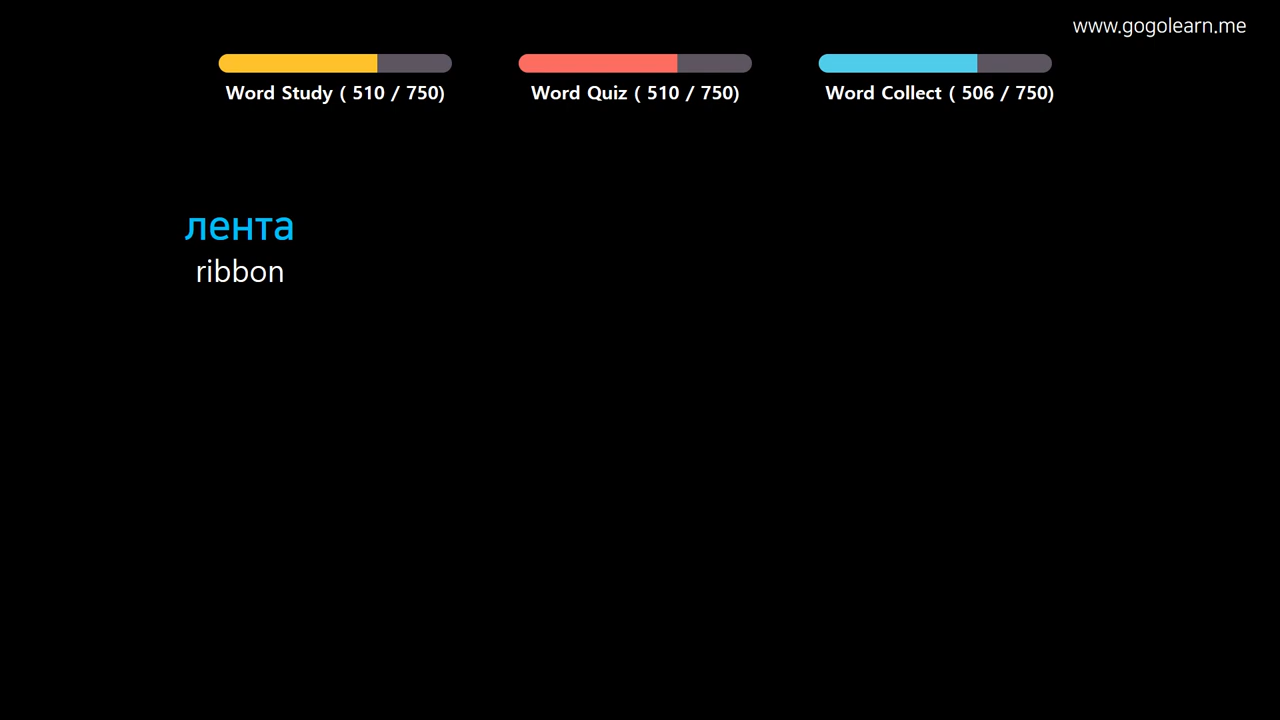 www.gogolearn.me
Word Study ( 510 / 750)
Word Quiz ( 510 / 750)
Word Collect ( 506 / 750)
лента
ribbon